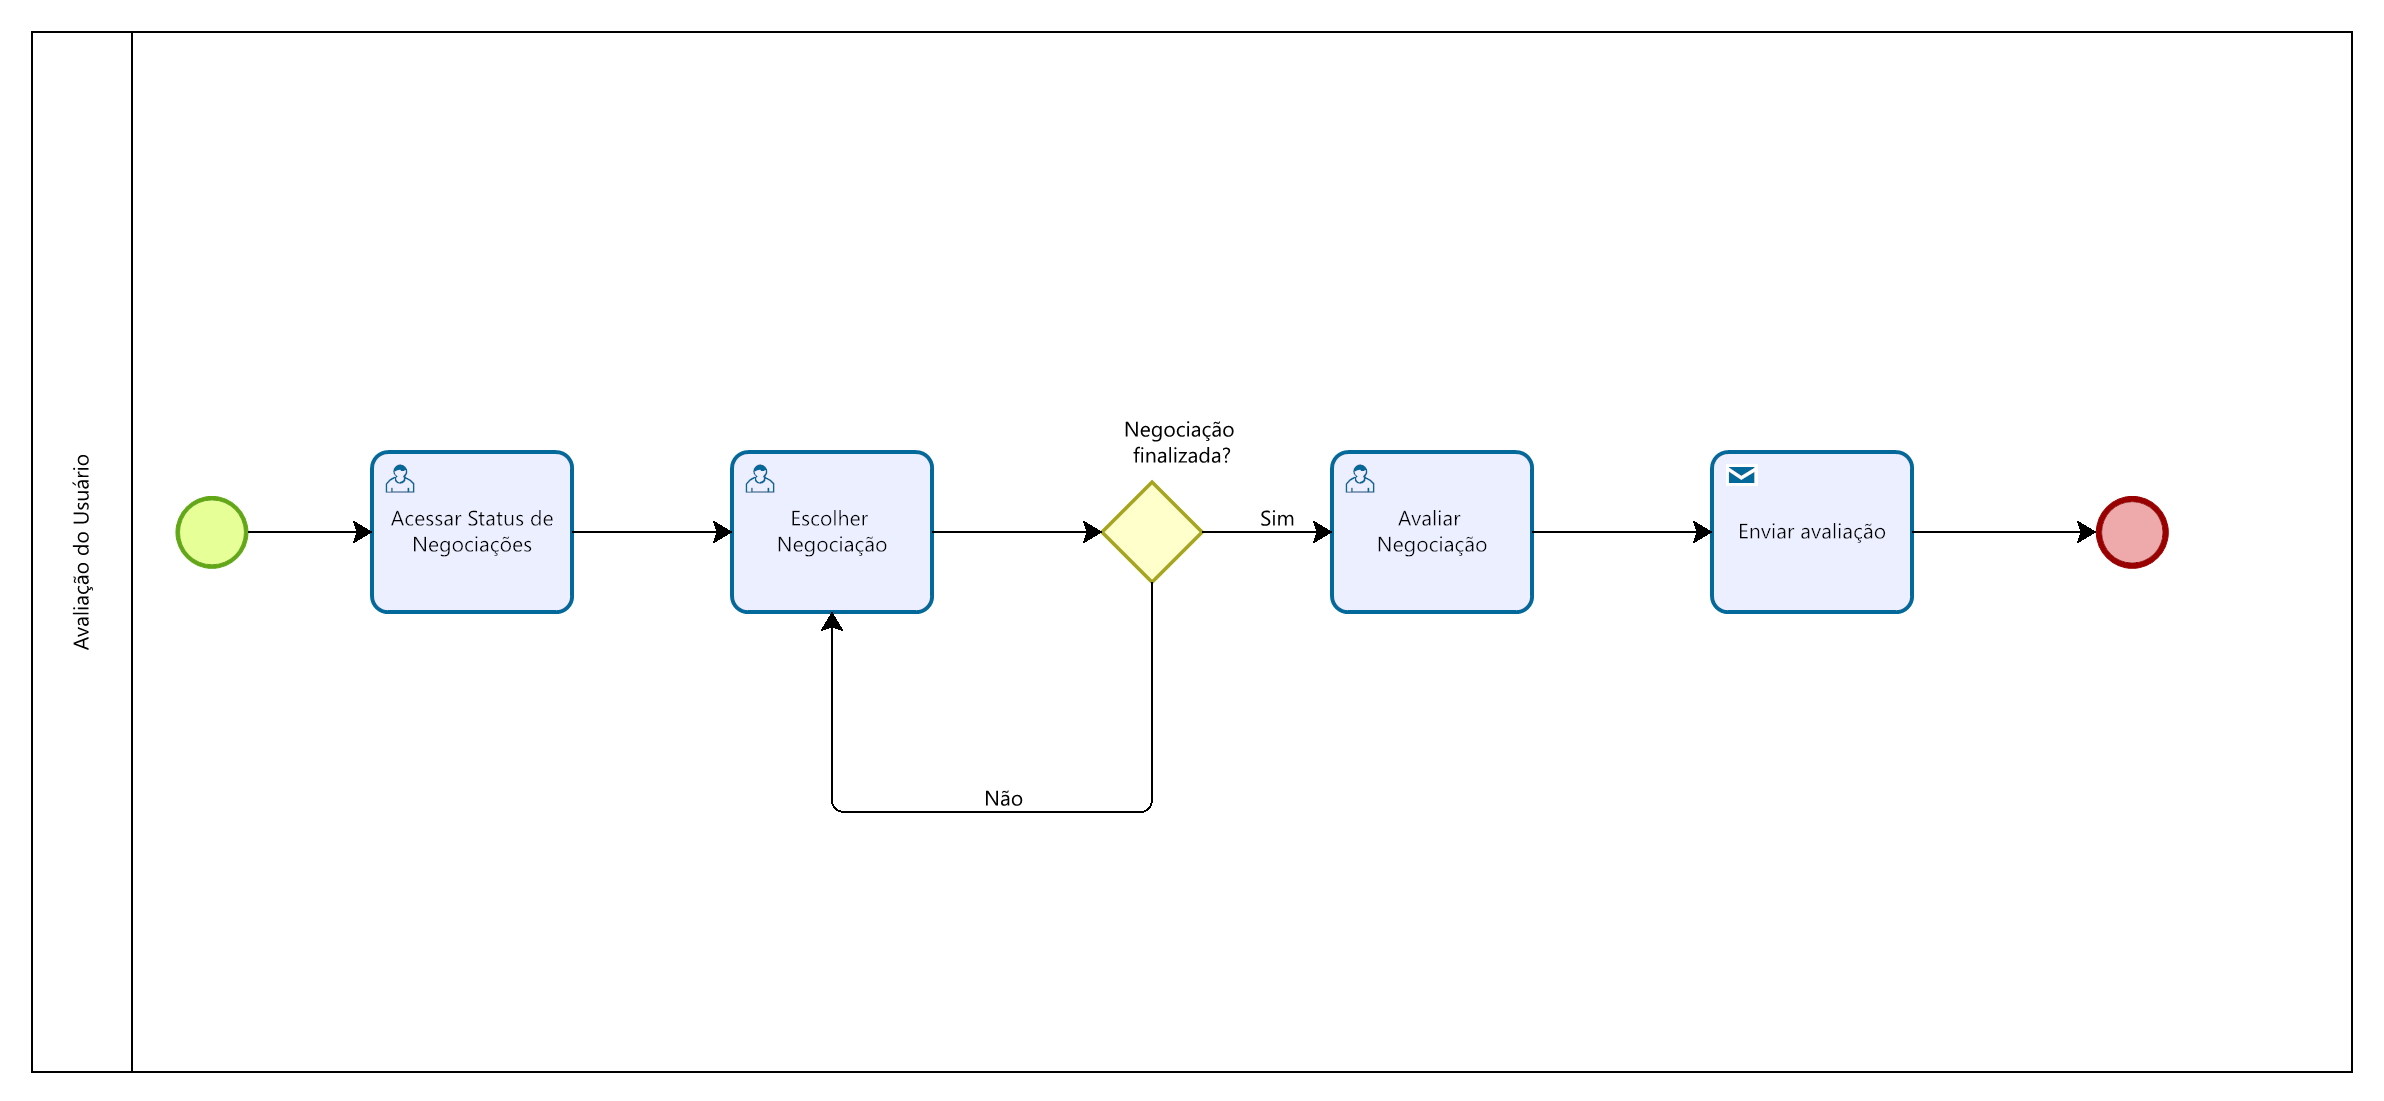 Avaliação do Usuário
Acessar Status de
Negociações
Escolher
Negociação
Negociação
finalizada?
Sim
Não
Avaliar
Negociação
Enviar avaliação